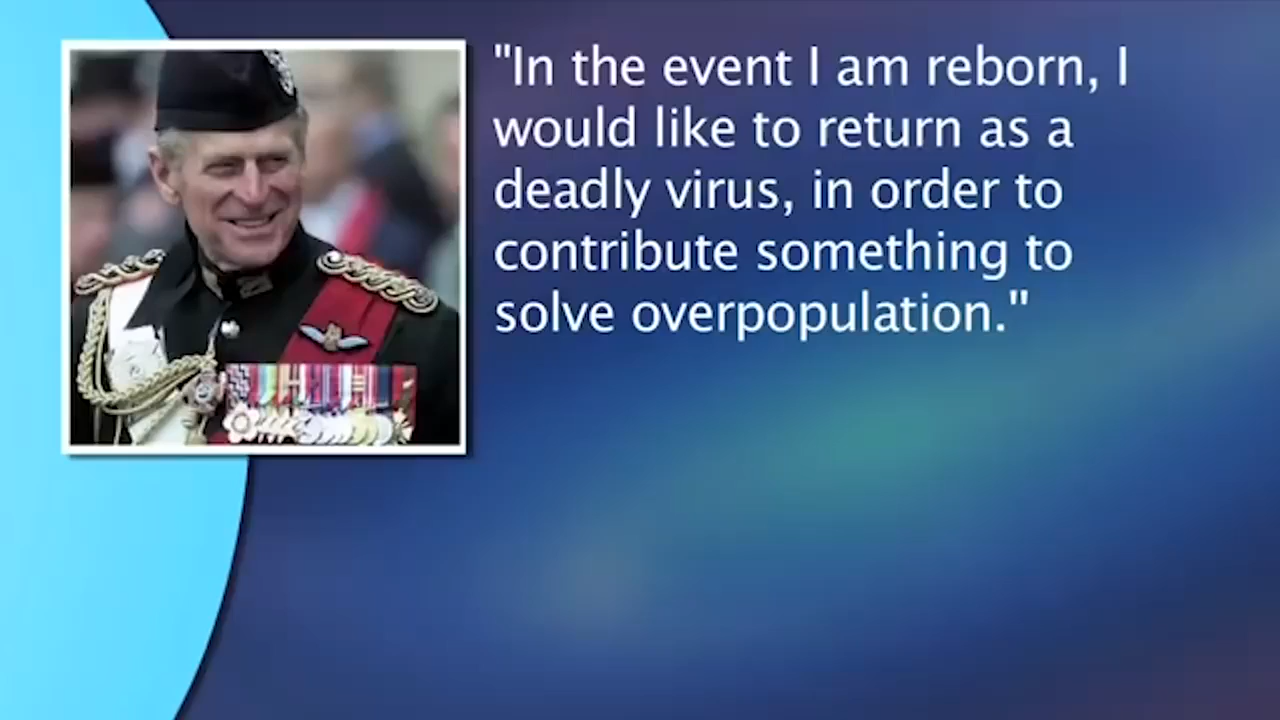 "In the event I am reborn, I
would like to return as a
deadly virus, in order to
contribute something to
solve overpopulation."